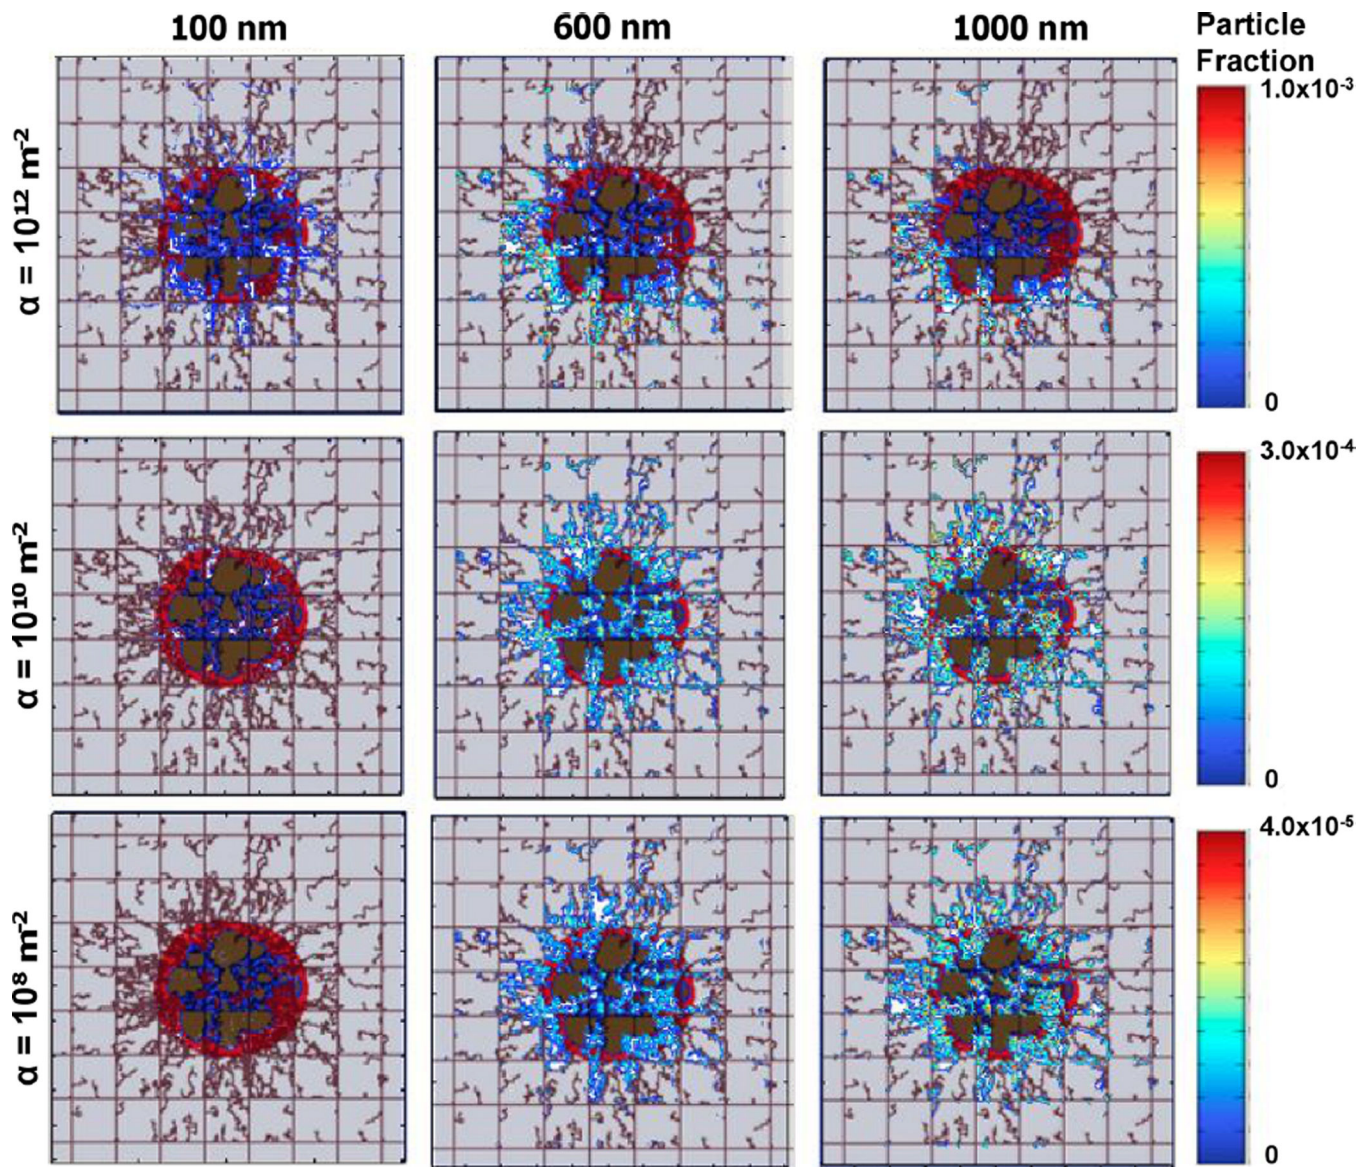 100 nm
600 nm
1000 nm
Particle
Fraction
α = 10¹² m⁻²
1.0x10⁻³
0
α = 10¹⁰ m⁻²
3.0x10⁻⁴
0
α = 10⁸ m⁻²
4.0x10⁻⁵
0